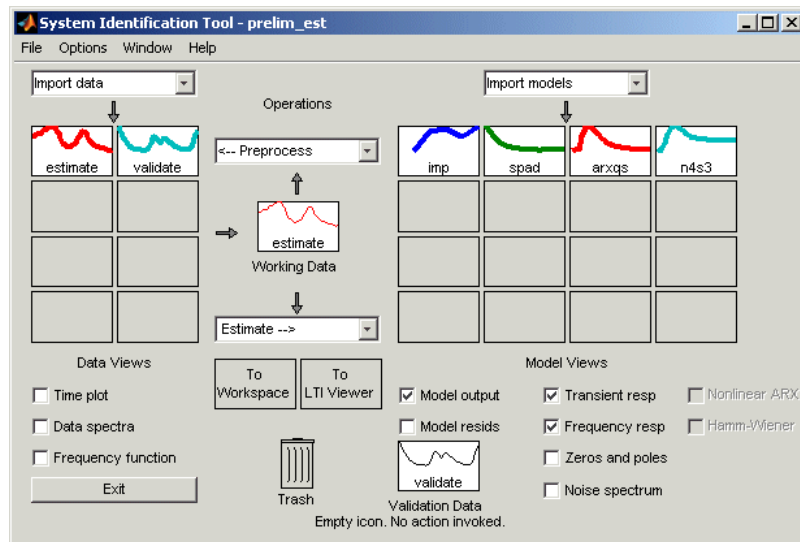 System Identification Tool - prelim_est
File Options Window Help
Import data
Import models
Operations
estimate
validate
<-- Preprocess
imp
spad
arxqs
n4s3
estimate
Working Data
Estimate -->
Data Views
Model Views
To Workspace
To LTI Viewer
Time plot
Data spectra
Frequency function
Exit
Trash
Model output
Model resids
Transient resp
Frequency resp
Zeros and poles
Noise spectrum
Nonlinear ARX
Hamm-Wiener
validate
Validation Data
Empty icon. No action invoked.